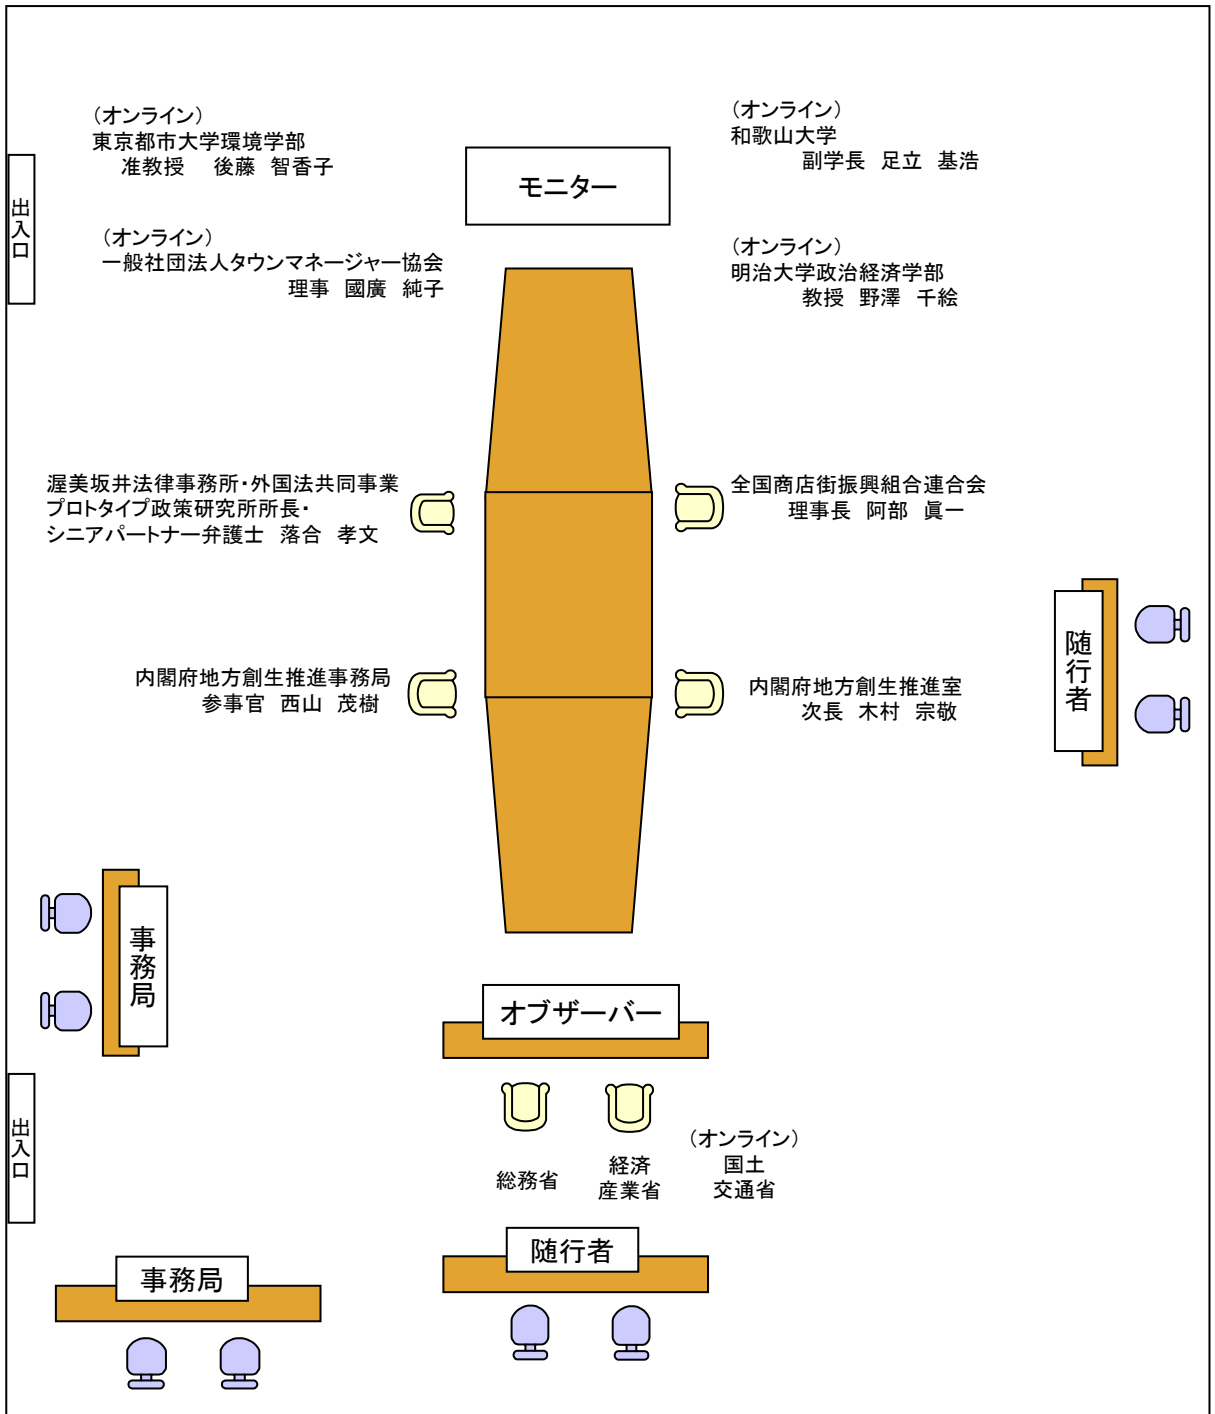 （オンライン）
東京都市大学環境学部
准教授　後藤　智香子
（オンライン）
和歌山大学
副学長　足立　基浩
モニター
出入口
（オンライン）
一般社団法人タウンマネージャー協会
理事　國廣　純子
（オンライン）
明治大学政治経済学部
教授　野澤　千絵
渥美坂井法律事務所・外国法共同事業
プロトタイプ政策研究所所長・
シニアパートナー弁護士　落合　孝文
全国商店街振興組合連合会
理事長　阿部　眞一
随行者
内閣府地方創生推進事務局
参事官　西山　茂樹
内閣府地方創生推進室
次長　木村　宗敬
事務局
オブザーバー
出入口
総務省
経済
産業省
（オンライン）
国土
交通省
随行者
事務局